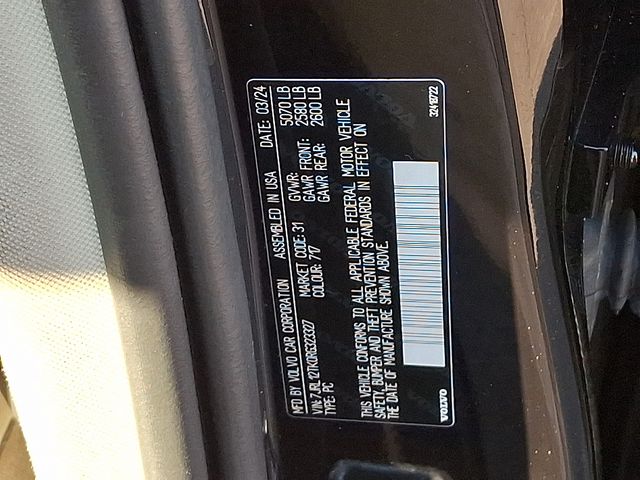 MFD BY VOLVO CAR CORPORATION ASSEMBLED IN USA DATE: 03/24
VIN: 7JRL12TK0RG323327 MARKET CODE: 31 GVWR: 5070 LB
TYPE: PC COLOUR: 717 GAWR FRONT: 2580 LB
GAWR REAR: 2600 LB
THIS VEHICLE CONFORMS TO ALL APPLICABLE FEDERAL MOTOR VEHICLE
SAFETY, BUMPER AND THEFT PREVENTION STANDARDS IN EFFECT ON
THE DATE OF MANUFACTURE SHOWN ABOVE.
VOLVO 32419722